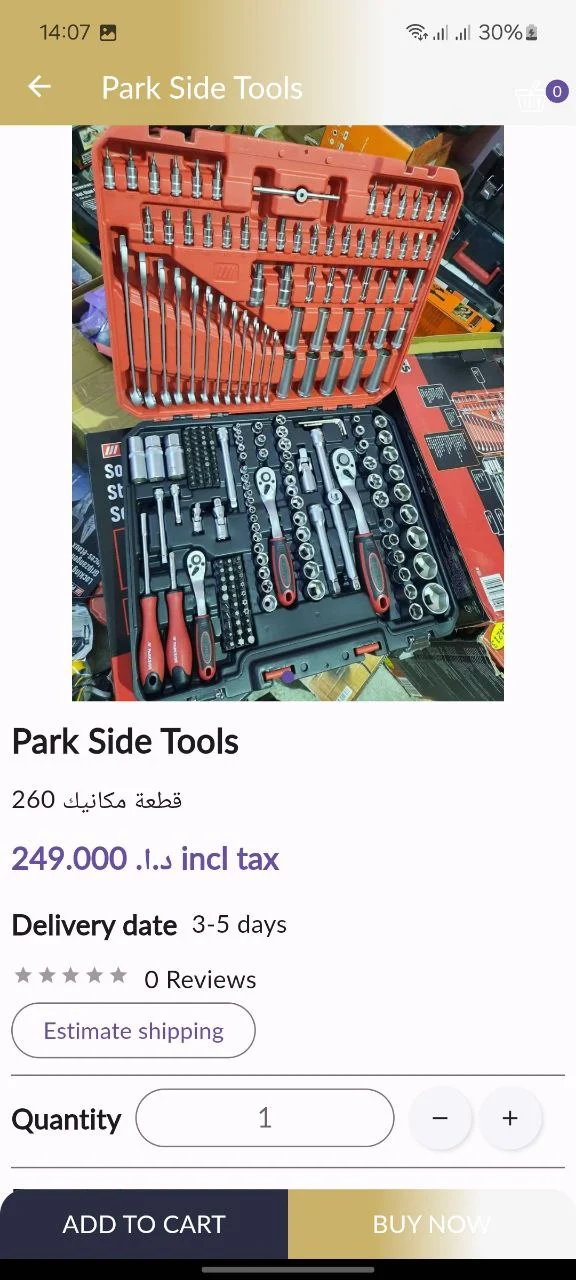 14:07
30%
Park Side Tools
0
So
St
So
Park Side Tools
260 قطعة مكانيك
249.000 د.ا. incl tax
Delivery date 3-5 days
0 Reviews
Estimate shipping
Quantity 1 − +
ADD TO CART
BUY NOW